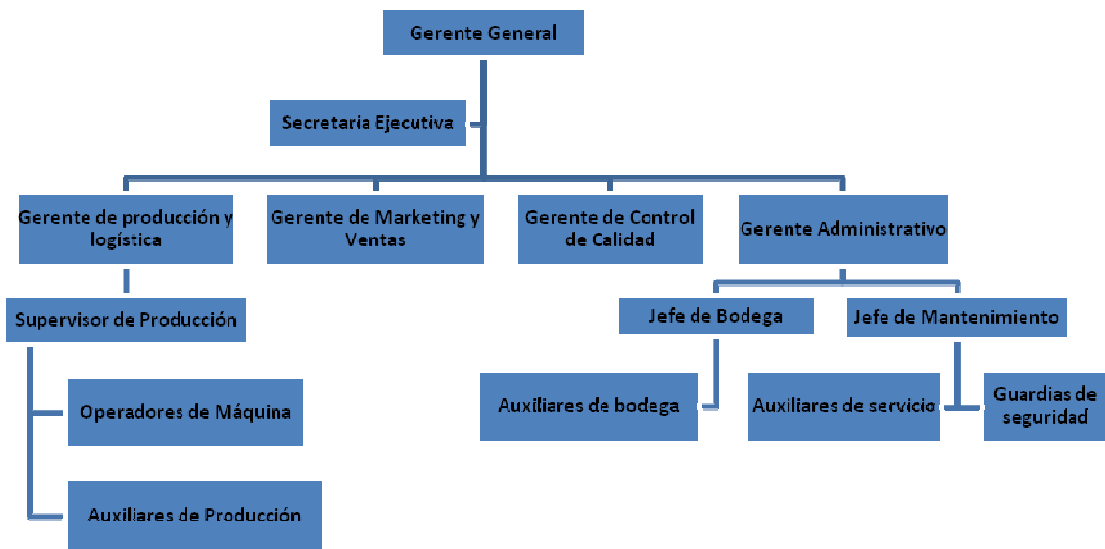 Gerente General
Secretaria Ejecutiva
Gerente de producción y
logística
Gerente de Marketing y
Ventas
Gerente de Control
de Calidad
Gerente Administrativo
Supervisor de Producción
Jefe de Bodega
Jefe de Mantenimiento
Operadores de Máquina
Auxiliares de bodega
Auxiliares de servicio
Guardias de
seguridad
Auxiliares de Producción